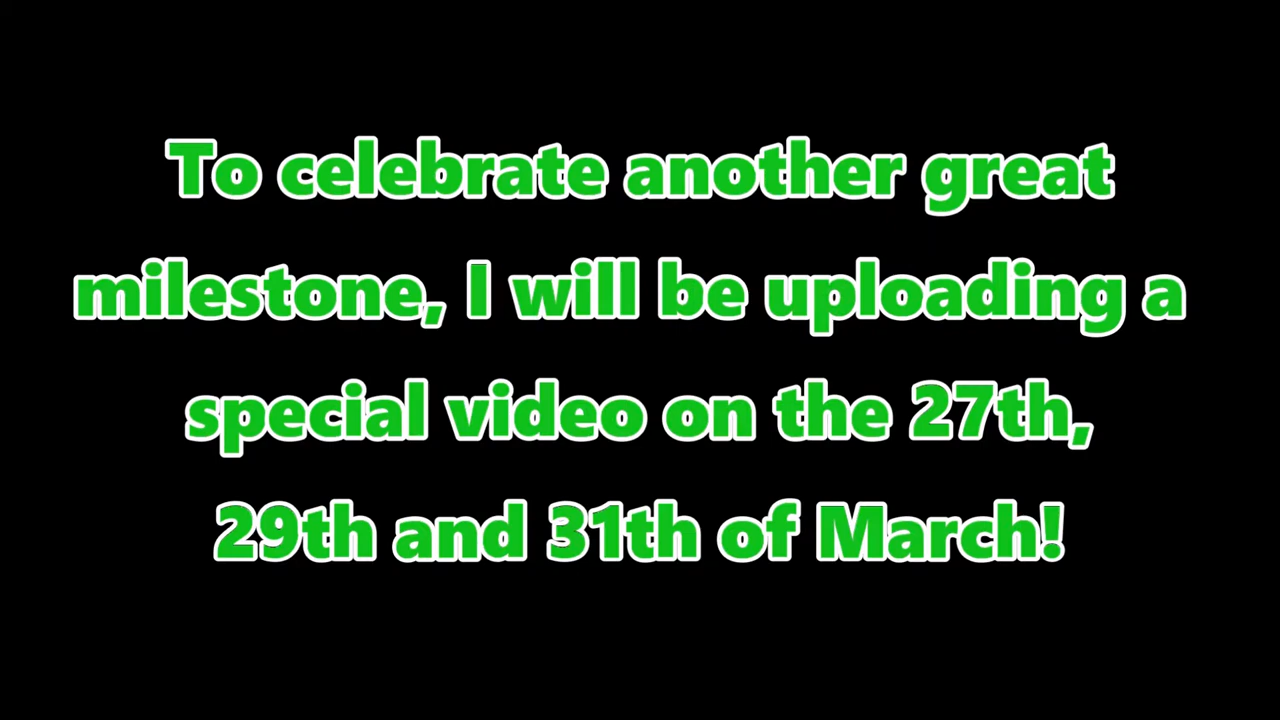 To celebrate another great
milestone, I will be uploading a
special video on the 27th,
29th and 31th of March!